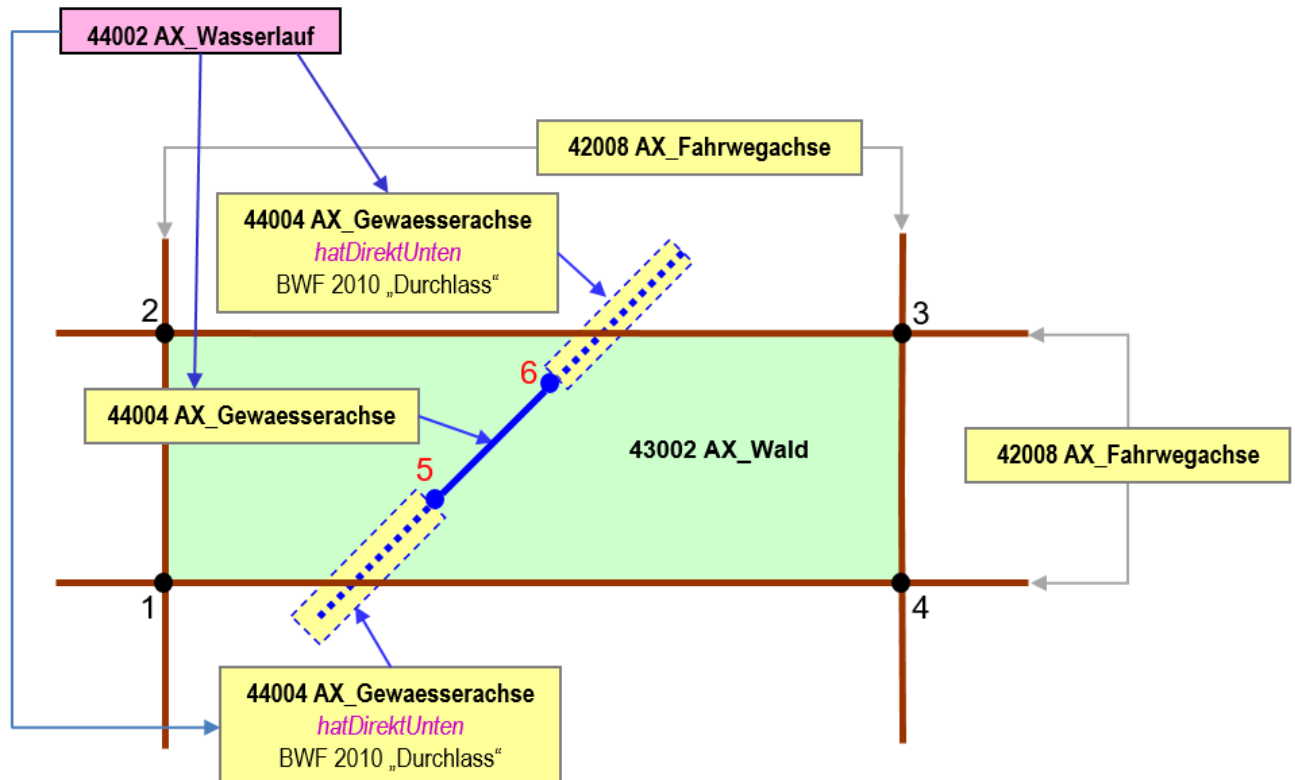 44002 AX_Wasserlauf
42008 AX_Fahrwegachse
44004 AX_Gewaesserachse
hatDirektUnten
BWF 2010 „Durchlass“
2
3
6
44004 AX_Gewaesserachse
43002 AX_Wald
42008 AX_Fahrwegachse
5
1
4
44004 AX_Gewaesserachse
hatDirektUnten
BWF 2010 „Durchlass“